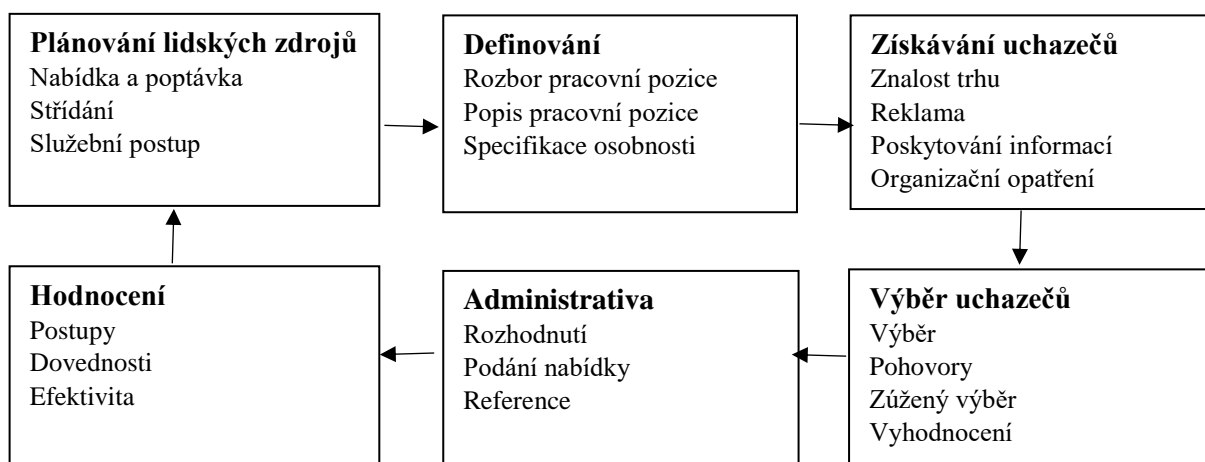 Plánování lidských zdrojů
Nabídka a poptávka
Střídání
Služební postup
Definování
Rozbor pracovní pozice
Popis pracovní pozice
Specifikace osobnosti
Získávání uchazečů
Znalost trhu
Reklama
Poskytování informací
Organizační opatření
Hodnocení
Postupy
Dovednosti
Efektivita
Administrativa
Rozhodnutí
Podání nabídky
Reference
Výběr uchazečů
Výběr
Pohovory
Zúžený výběr
Vyhodnocení